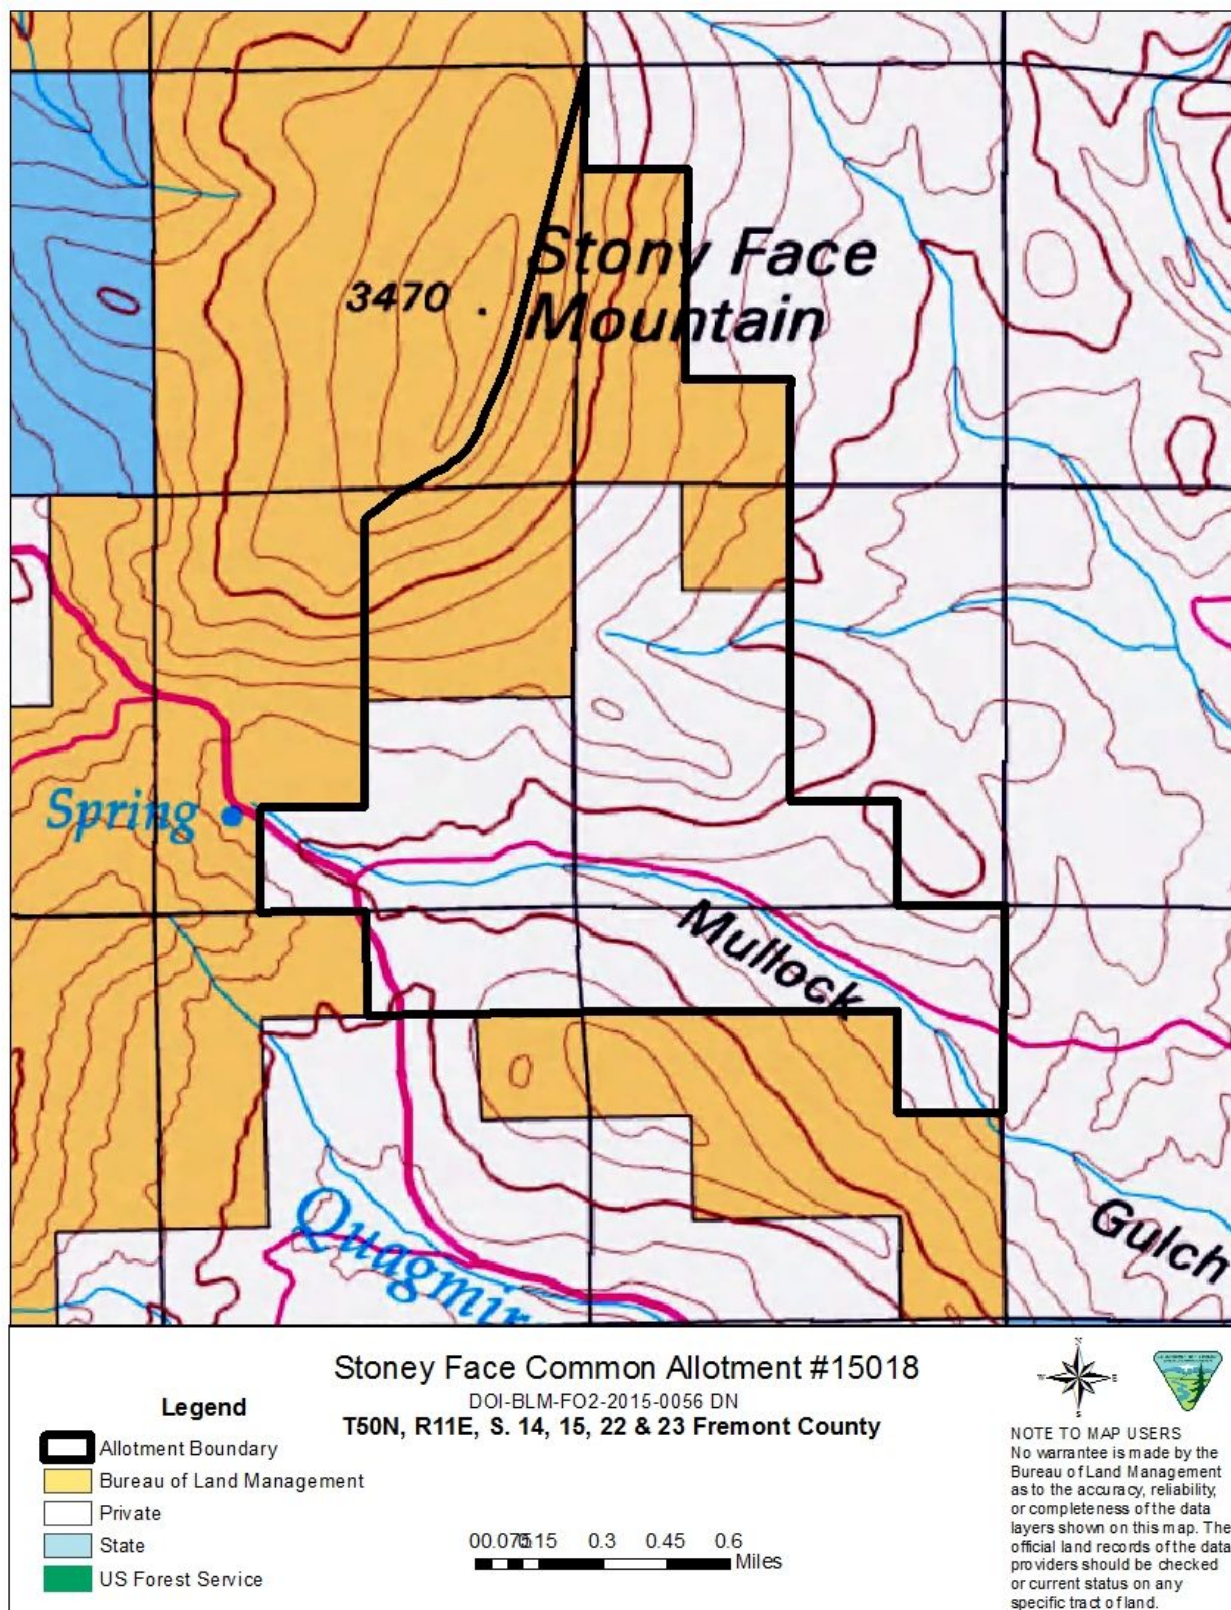 Stony Face
3470 . Mountain
Spring
Mullock
Gulch
Quagmir
Stoney Face Common Allotment #15018
DOI-BLM-FO2-2015-0056 DN
T50N, R11E, S. 14, 15, 22 & 23 Fremont County
Legend
Allotment Boundary
Bureau of Land Management
Private
State
US Forest Service
0 0.075 0.15 0.3 0.45 0.6
Miles
N
W E
S
NOTE TO MAP USERS
No warrantee is made by the
Bureau of Land Management
as to the accuracy, reliability,
or completeness of the data
layers shown on this map. The
official land records of the data
providers should be checked
or current status on any
specific tract of land.